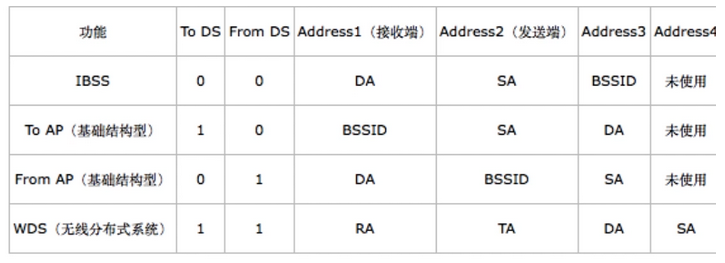 功能 To DS From DS Address1（接收端） Address2（发送端） Address3 Address4
IBSS 0 0 DA SA BSSID 未使用
To AP（基础结构型） 1 0 BSSID SA DA 未使用
From AP（基础结构型） 0 1 DA BSSID SA 未使用
WDS（无线分布式系统） 1 1 RA TA DA SA